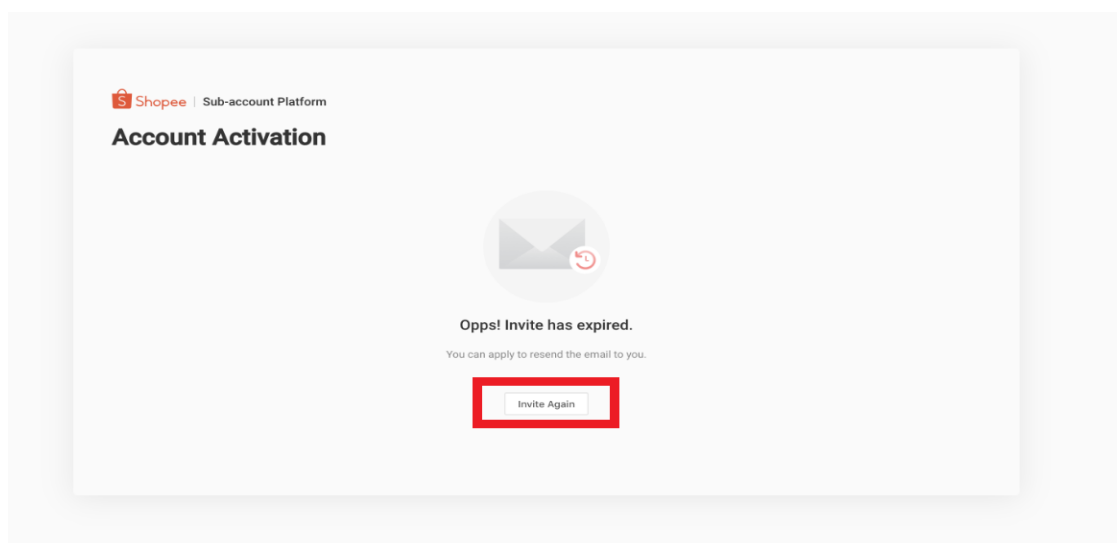 Shopee | Sub-account Platform
Account Activation
Opps! Invite has expired.
You can apply to resend the email to you.
Invite Again